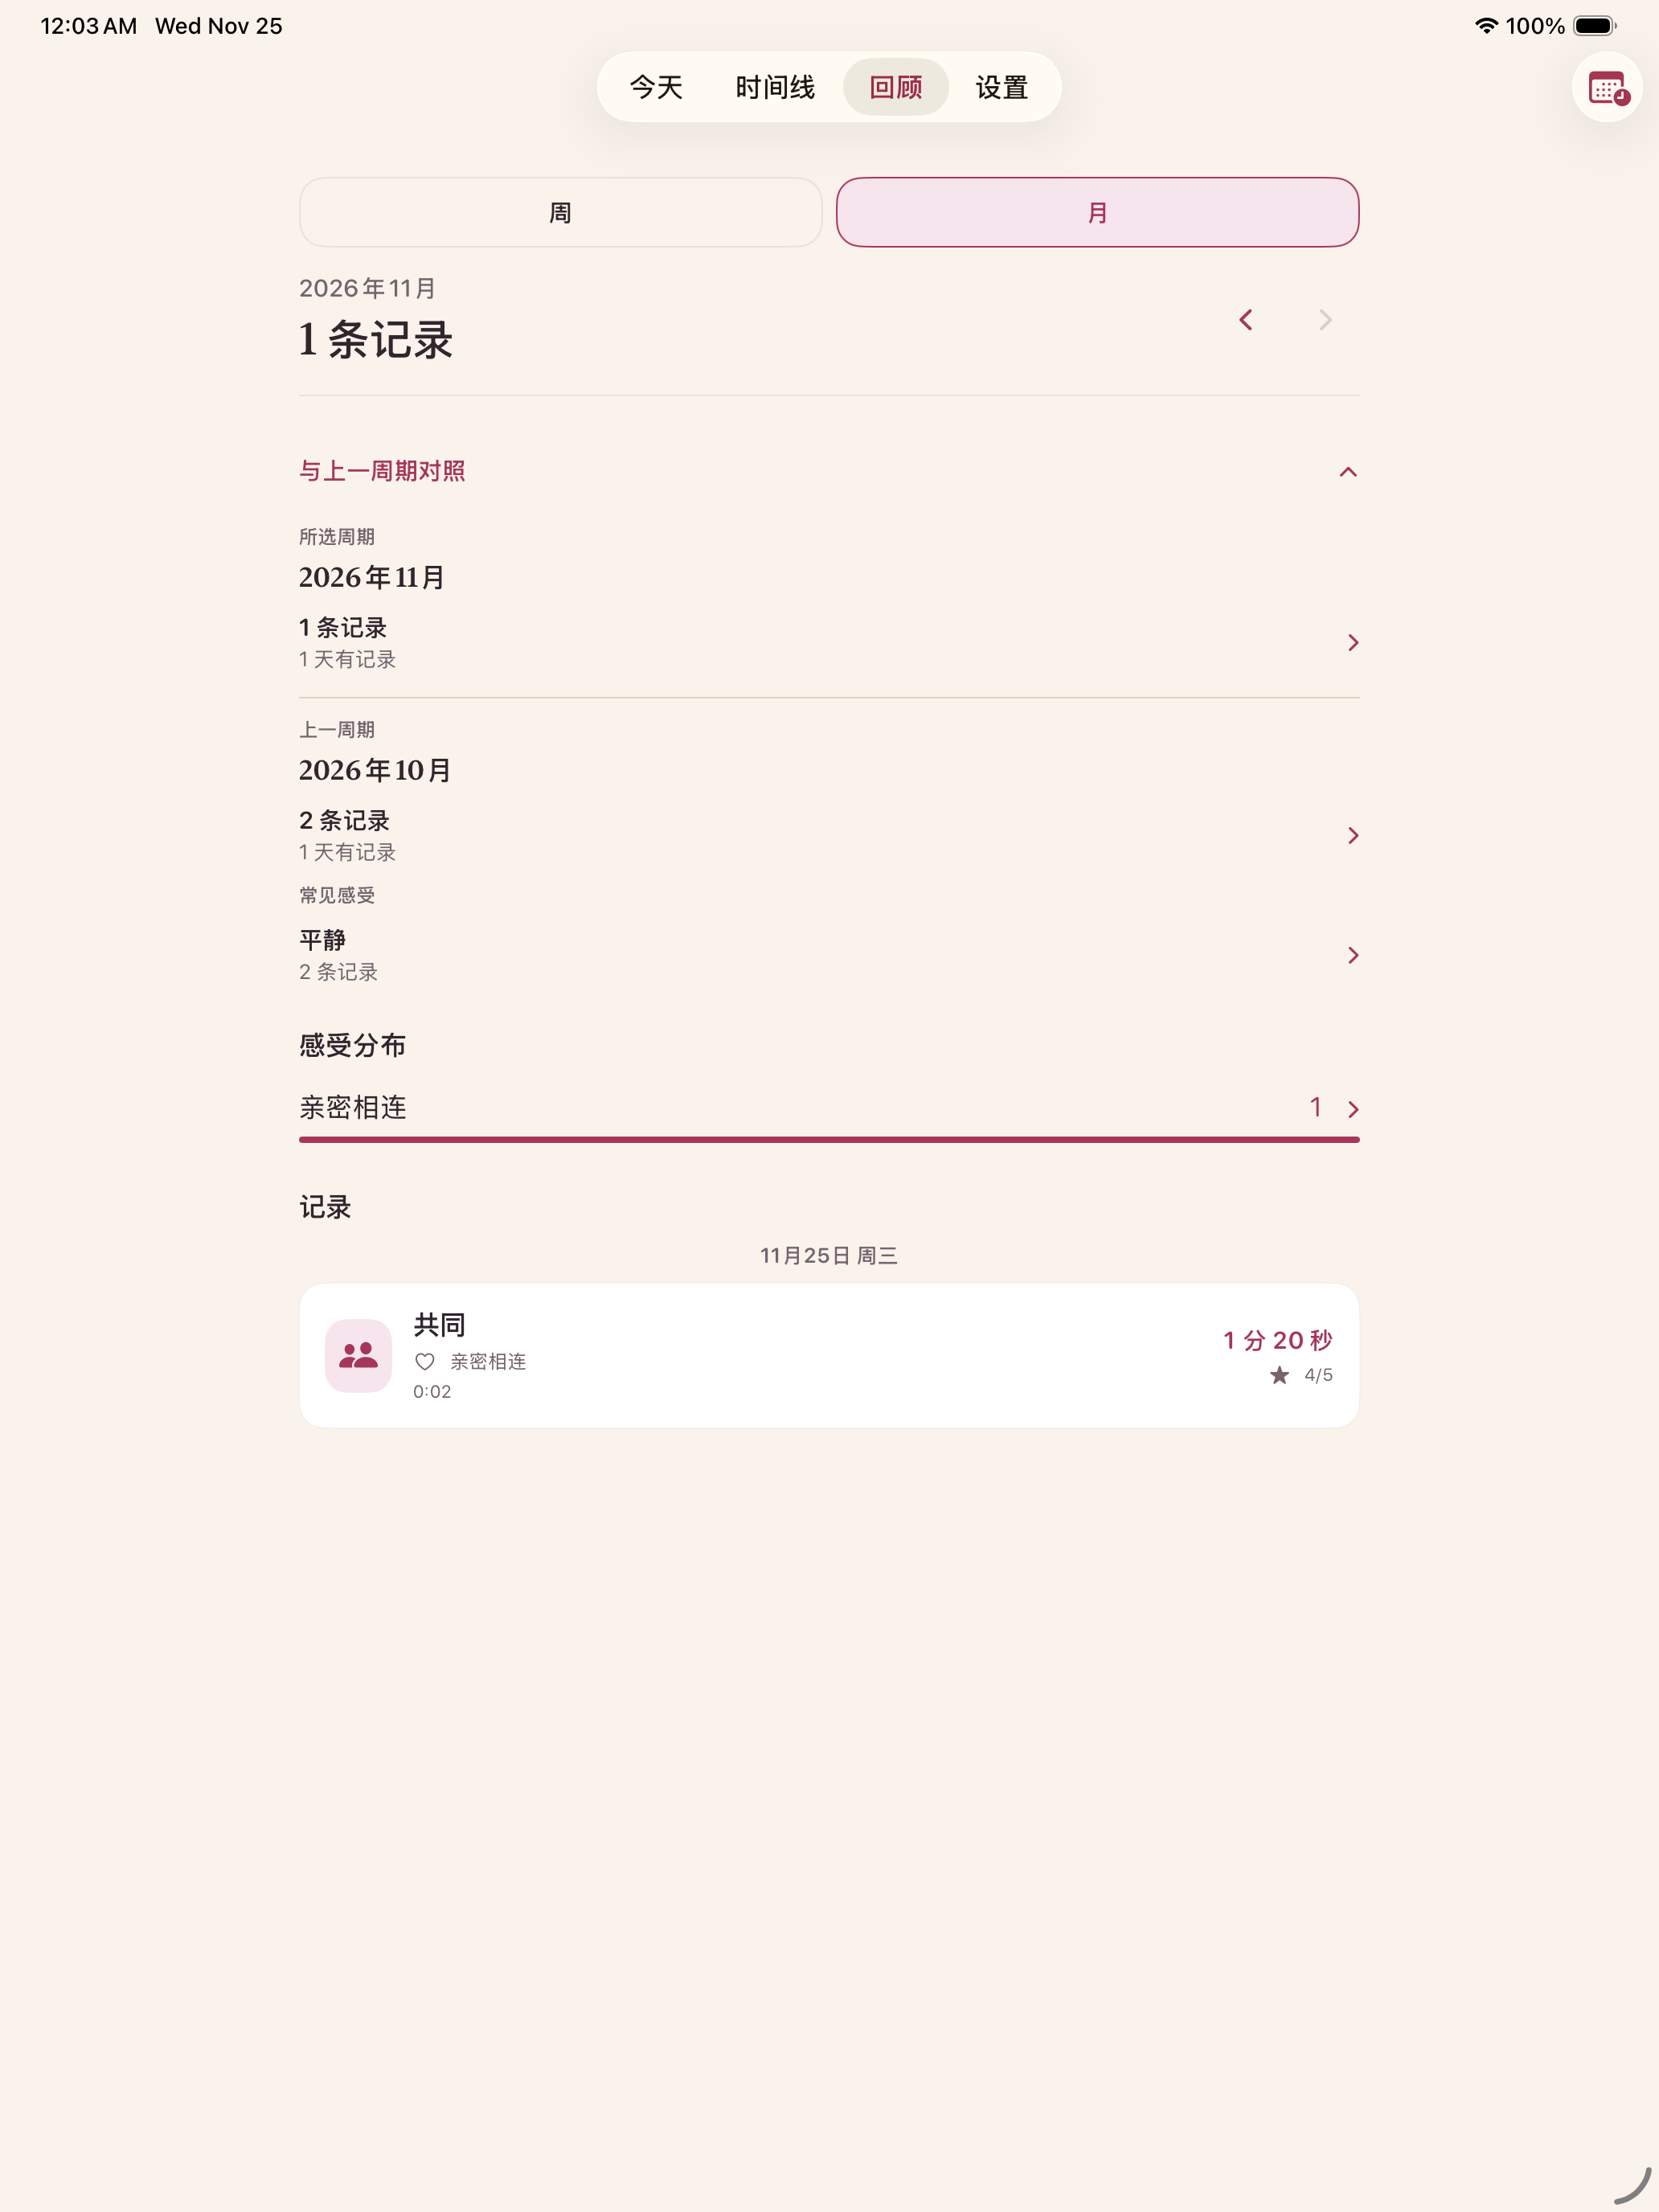 12:03 AM Wed Nov 25
100%
今天 时间线 回顾 设置
周 月
2026年11月
1 条记录
与上一周期对照
所选周期
2026年11月
1 条记录
1 天有记录
上一周期
2026年10月
2 条记录
1 天有记录
常见感受
平静
2 条记录
感受分布
亲密相连 1
记录
11月25日 周三
共同
1 分 20 秒
亲密相连
4/5
0:02